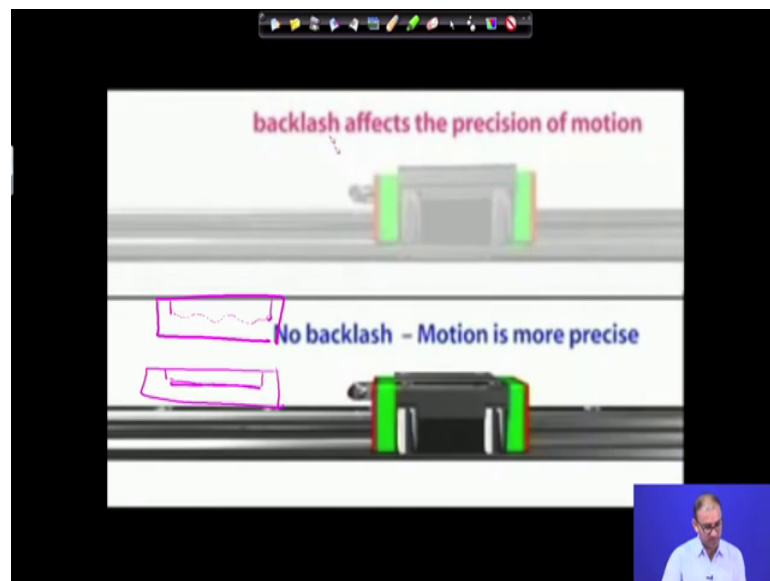 backlash affects the precision of motion
No backlash – Motion is more precise